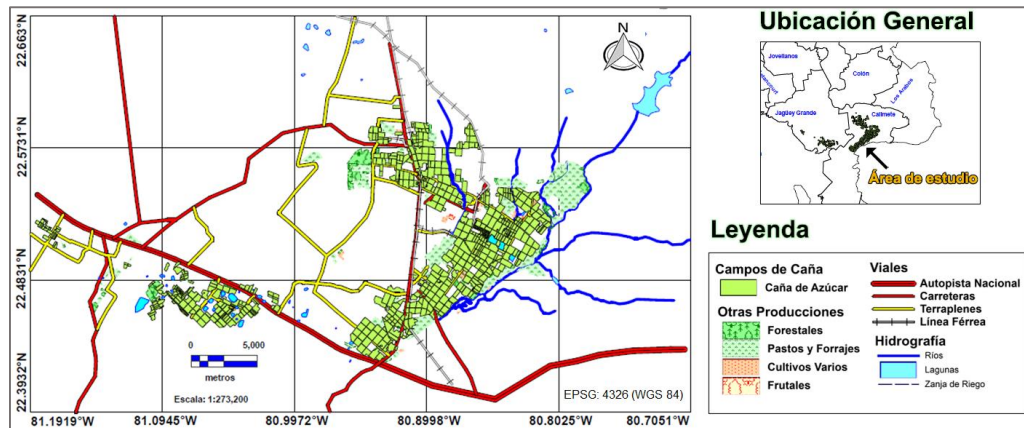 22.663°N
22.5731°N
22.4831°N
22.3932°N
81.1919°W
81.0945°W
80.9972°W
80.8998°W
80.8025°W
80.7051°W
N
0 5,000
metros
Escala: 1:273,200
EPSG: 4326 (WGS 84)
Ubicación General
Jovellanos
Colón
Los Arabos
Jagüey Grande
Calimete
Área de estudio
Leyenda
Campos de Caña
Caña de Azúcar
Otras Producciones
Forestales
Pastos y Forrajes
Cultivos Varios
Frutales
Viales
Autopista Nacional
Carreteras
Terraplenes
Línea Férrea
Hidrografía
Ríos
Lagunas
Zanja de Riego